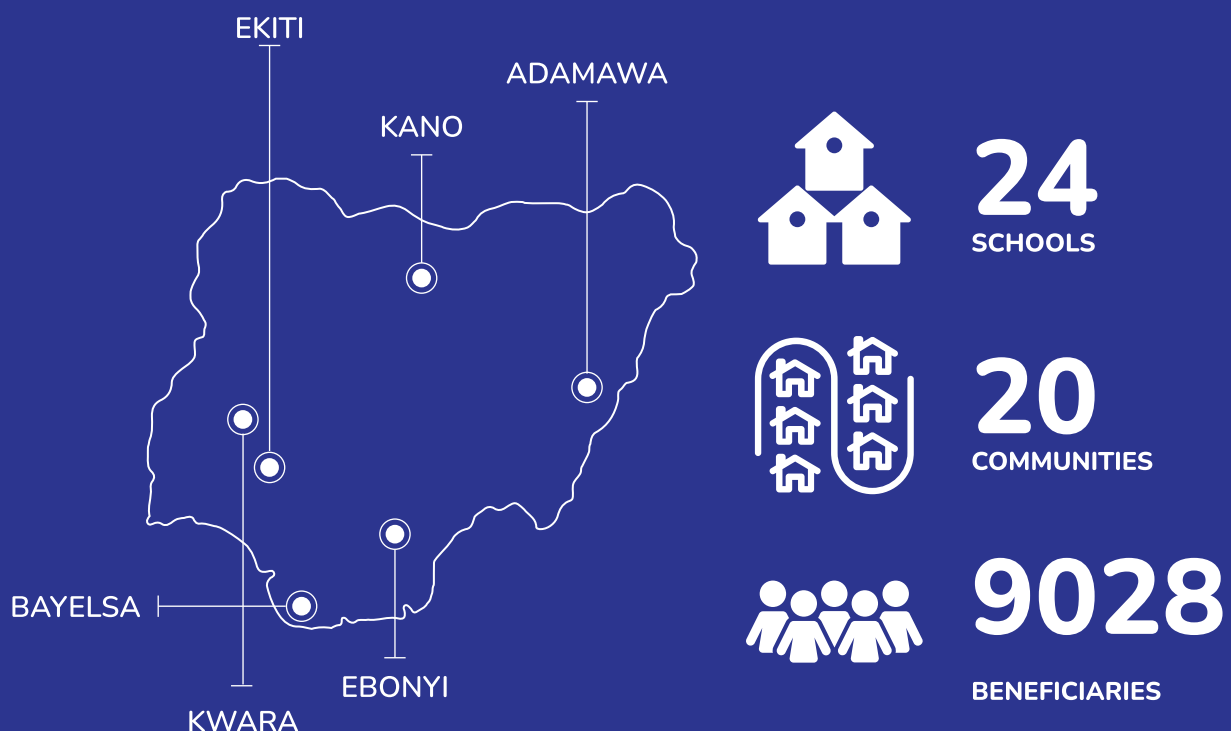 EKITI
ADAMAWA
KANO
BAYELSA
EBONYI
KWARA
24
SCHOOLS
20
COMMUNITIES
9028
BENEFICIARIES